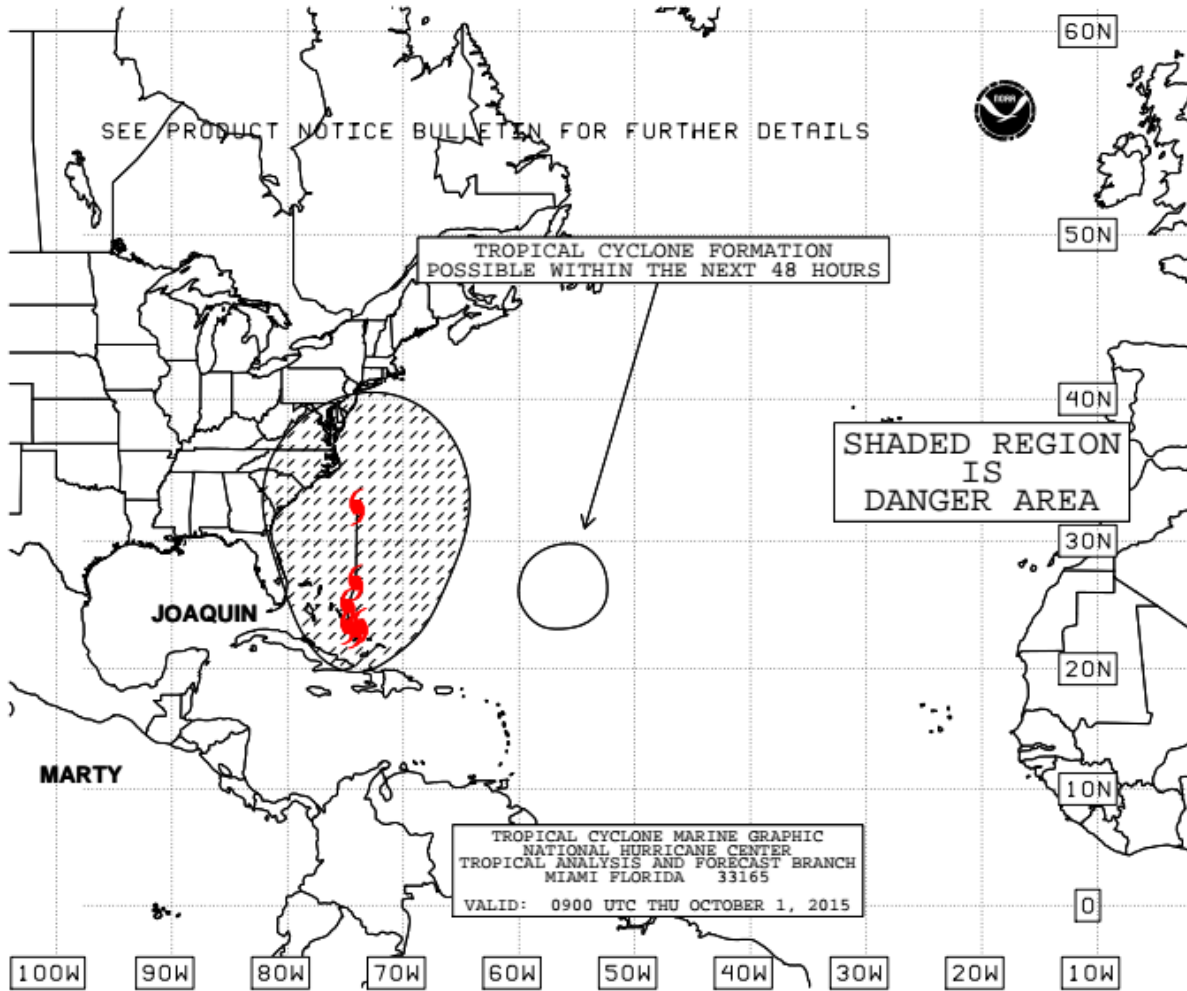 60N
NOAA
SEE PRODUCT NOTICE BULLETIN FOR FURTHER DETAILS
50N
TROPICAL CYCLONE FORMATION
POSSIBLE WITHIN THE NEXT 48 HOURS
40N
SHADED REGION
IS
DANGER AREA
30N
JOAQUIN
20N
MARTY
10N
TROPICAL CYCLONE MARINE GRAPHIC
NATIONAL HURRICANE CENTER
TROPICAL ANALYSIS AND FORECAST BRANCH
MIAMI FLORIDA 33165
VALID: 0900 UTC THU OCTOBER 1, 2015
0
100W 90W 80W 70W 60W 50W 40W 30W 20W 10W